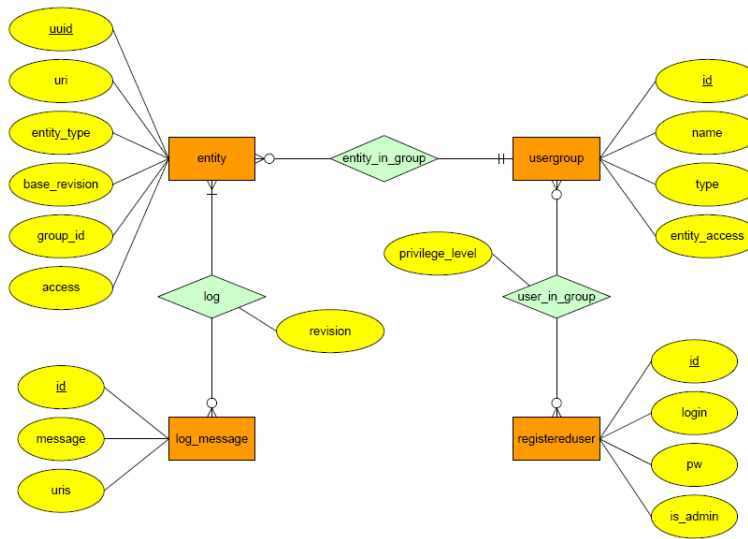 uuid
uri
entity_type
base_revision
group_id
access
entity
entity_in_group
usergroup
id
name
type
entity_access
privilege_level
log
revision
user_in_group
id
message
uris
log_message
registereduser
id
login
pw
is_admin